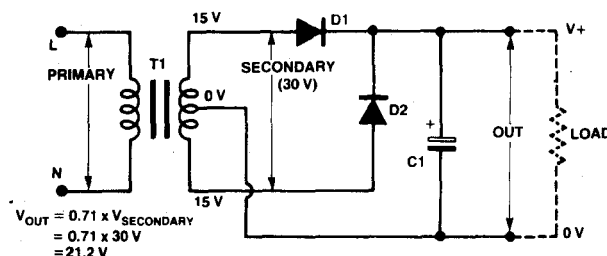 15 V
D1
V+
L
PRIMARY
T1
0 V
SECONDARY
(30 V)
D2
+
C1
OUT
LOAD
N
15 V
0 V
VOUT = 0.71 x VSECONDARY
= 0.71 x 30 V
= 21.2 V